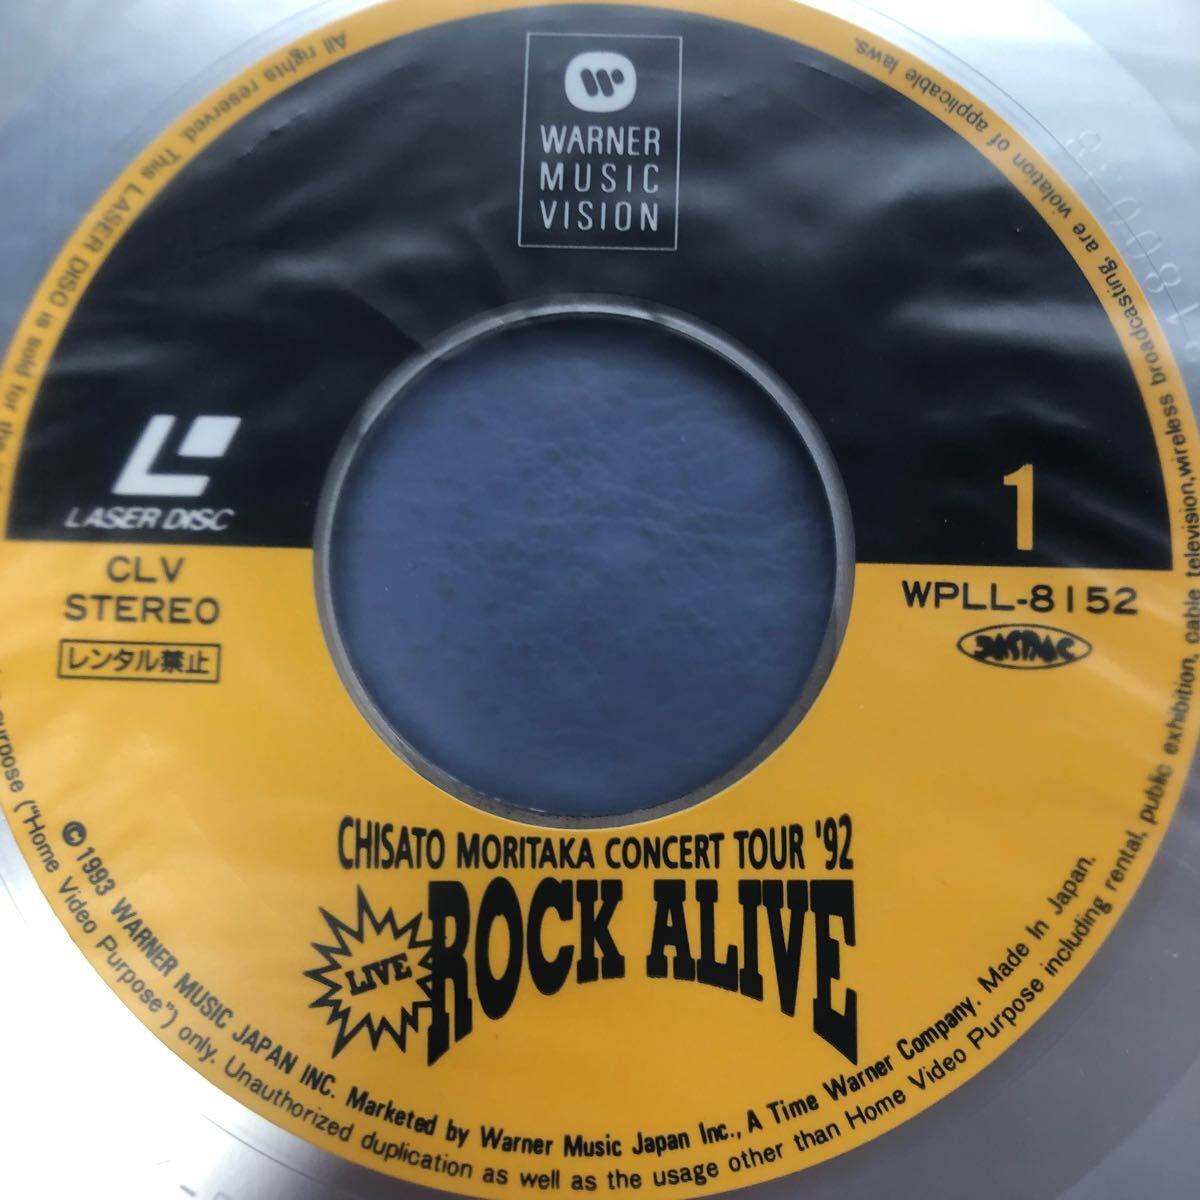 WARNER
MUSIC
VISION
LASER DISC
CLV
STEREO
レンタル禁止
1
WPLL-8152
JASRAC
CHISATO MORITAKA CONCERT TOUR '92
LIVE ROCK ALIVE
©1993 WARNER MUSIC JAPAN INC. Marketed by Warner Music Japan Inc., A Time Warner Company. Made In Japan.
All rights reserved. This LASER DISC is sold for the
Purpose ("Home Video Purpose") only. Unauthorized duplication as well as the usage other than Home Video Purpose including rental, public exhibition, cable television, wireless broadcasting, are violation of applicable laws.